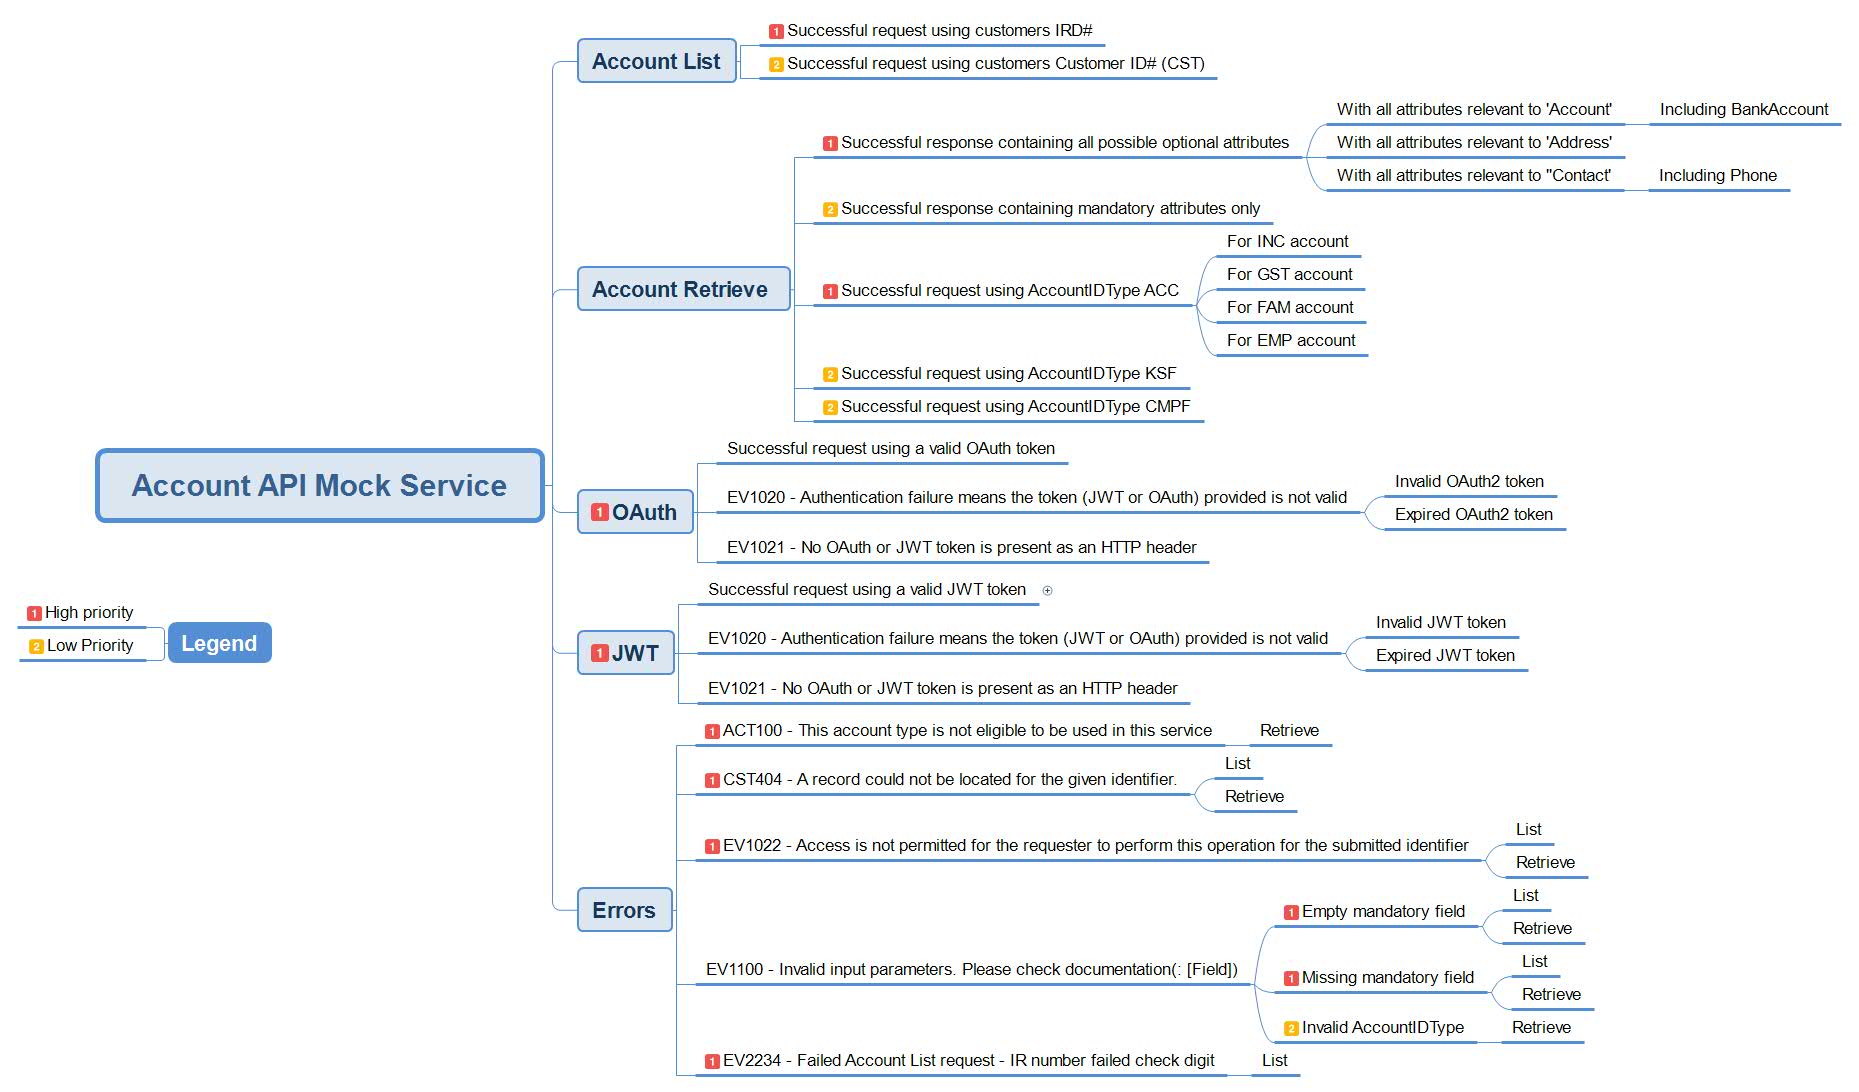 Account API Mock Service
Account List
1 Successful request using customers IRD#
2 Successful request using customers Customer ID# (CST)
Account Retrieve
1 Successful response containing all possible optional attributes
With all attributes relevant to 'Account'
Including BankAccount
With all attributes relevant to 'Address'
With all attributes relevant to "Contact'
Including Phone
2 Successful response containing mandatory attributes only
1 Successful request using AccountIDType ACC
For INC account
For GST account
For FAM account
For EMP account
2 Successful request using AccountIDType KSF
2 Successful request using AccountIDType CMPF
1 OAuth
Successful request using a valid OAuth token
EV1020 - Authentication failure means the token (JWT or OAuth) provided is not valid
Invalid OAuth2 token
Expired OAuth2 token
EV1021 - No OAuth or JWT token is present as an HTTP header
1 JWT
Successful request using a valid JWT token
EV1020 - Authentication failure means the token (JWT or OAuth) provided is not valid
Invalid JWT token
Expired JWT token
EV1021 - No OAuth or JWT token is present as an HTTP header
Errors
1 ACT100 - This account type is not eligible to be used in this service
Retrieve
1 CST404 - A record could not be located for the given identifier.
List
Retrieve
1 EV1022 - Access is not permitted for the requester to perform this operation for the submitted identifier
List
Retrieve
EV1100 - Invalid input parameters. Please check documentation(: [Field])
1 Empty mandatory field
List
Retrieve
1 Missing mandatory field
List
Retrieve
2 Invalid AccountIDType
Retrieve
1 EV2234 - Failed Account List request - IR number failed check digit
List
Legend
1 High priority
2 Low Priority